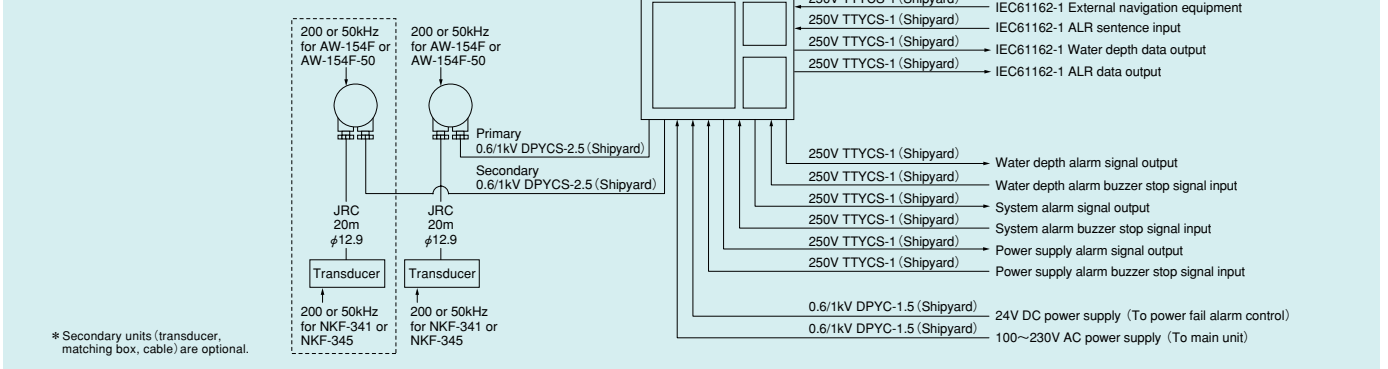 250V TTYCS-1 (Shipyard)
IEC61162-1 External navigation equipment
250V TTYCS-1 (Shipyard)
IEC61162-1 ALR sentence input
250V TTYCS-1 (Shipyard)
IEC61162-1 Water depth data output
250V TTYCS-1 (Shipyard)
IEC61162-1 ALR data output
200 or 50kHz
for AW-154F or
AW-154F-50
200 or 50kHz
for AW-154F or
AW-154F-50
Primary
0.6/1kV DPYCS-2.5 (Shipyard)
Secondary
0.6/1kV DPYCS-2.5 (Shipyard)
JRC
20m
φ12.9
JRC
20m
φ12.9
Transducer
Transducer
200 or 50kHz
for NKF-341 or
NKF-345
200 or 50kHz
for NKF-341 or
NKF-345
250V TTYCS-1 (Shipyard)
Water depth alarm signal output
250V TTYCS-1 (Shipyard)
Water depth alarm buzzer stop signal input
250V TTYCS-1 (Shipyard)
System alarm signal output
250V TTYCS-1 (Shipyard)
System alarm buzzer stop signal input
250V TTYCS-1 (Shipyard)
Power supply alarm signal output
250V TTYCS-1 (Shipyard)
Power supply alarm buzzer stop signal input
0.6/1kV DPYC-1.5 (Shipyard)
24V DC power supply (To power fail alarm control)
0.6/1kV DPYC-1.5 (Shipyard)
100～230V AC power supply (To main unit)
* Secondary units (transducer,
matching box, cable) are optional.